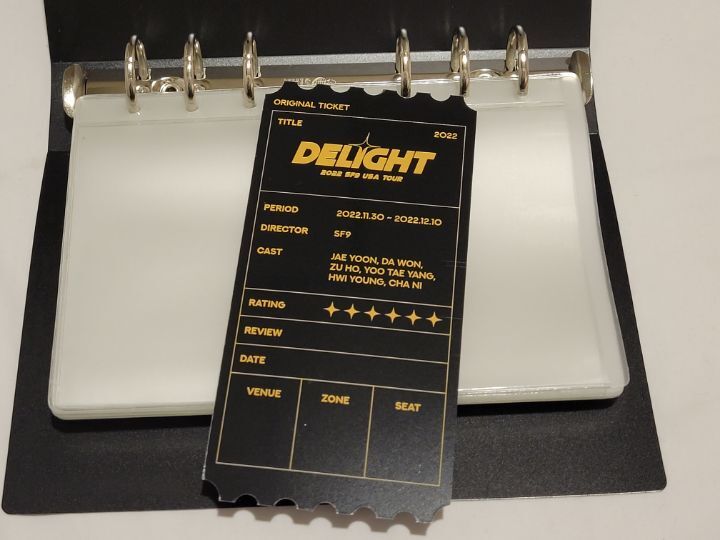 ORIGINAL TICKET
TITLE
2022
DELIGHT
2022 SF9 USA TOUR
PERIOD
2022.11.30 ~ 2022.12.10
DIRECTOR
SF9
CAST
JAE YOON, DA WON,
ZU HO, YOO TAE YANG,
HWI YOUNG, CHA NI
RATING
REVIEW
DATE
VENUE
ZONE
SEAT